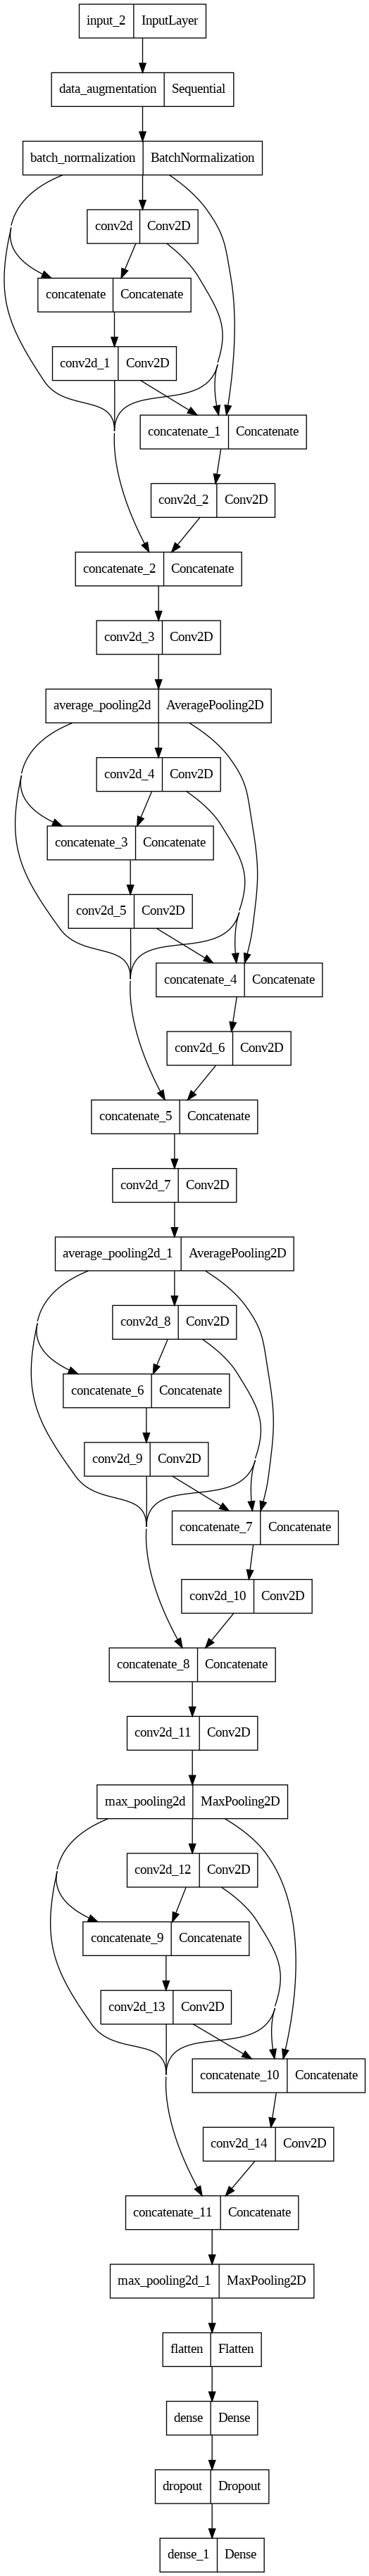 input_2 InputLayer
data_augmentation Sequential
batch_normalization BatchNormalization
conv2d Conv2D
concatenate Concatenate
conv2d_1 Conv2D
concatenate_1 Concatenate
conv2d_2 Conv2D
concatenate_2 Concatenate
conv2d_3 Conv2D
average_pooling2d AveragePooling2D
conv2d_4 Conv2D
concatenate_3 Concatenate
conv2d_5 Conv2D
concatenate_4 Concatenate
conv2d_6 Conv2D
concatenate_5 Concatenate
conv2d_7 Conv2D
average_pooling2d_1 AveragePooling2D
conv2d_8 Conv2D
concatenate_6 Concatenate
conv2d_9 Conv2D
concatenate_7 Concatenate
conv2d_10 Conv2D
concatenate_8 Concatenate
conv2d_11 Conv2D
max_pooling2d MaxPooling2D
conv2d_12 Conv2D
concatenate_9 Concatenate
conv2d_13 Conv2D
concatenate_10 Concatenate
conv2d_14 Conv2D
concatenate_11 Concatenate
max_pooling2d_1 MaxPooling2D
flatten Flatten
dense Dense
dropout Dropout
dense_1 Dense